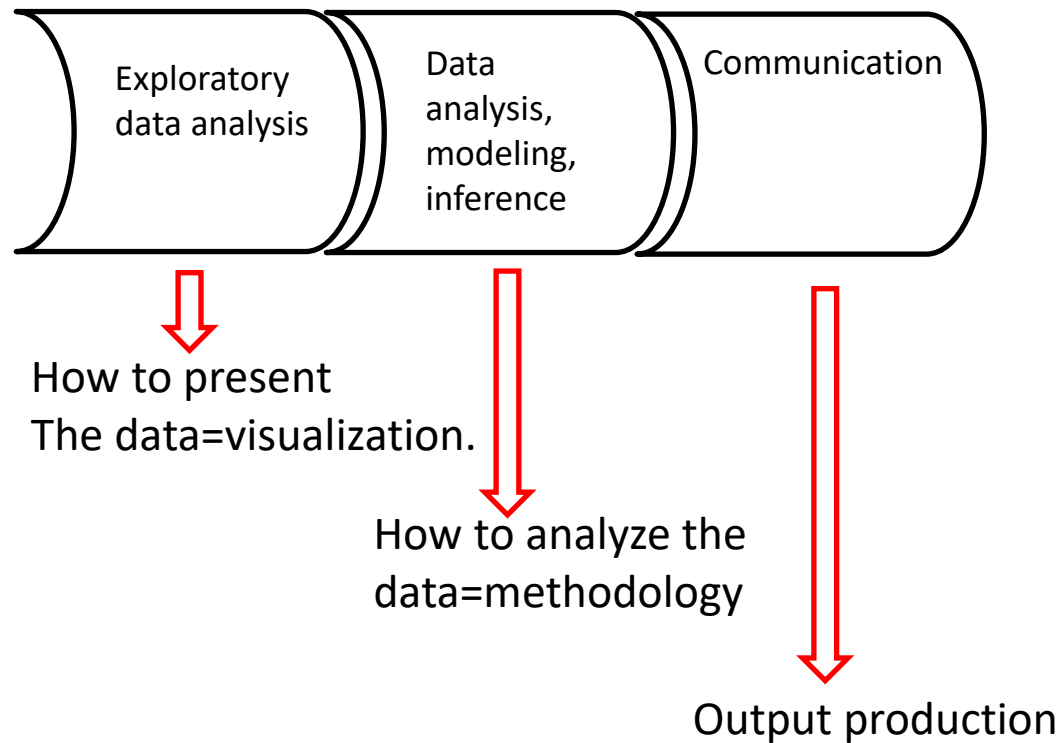 Exploratory
data analysis
Data
analysis,
modeling,
inference
Communication
How to present
The data=visualization.
How to analyze the
data=methodology
Output production